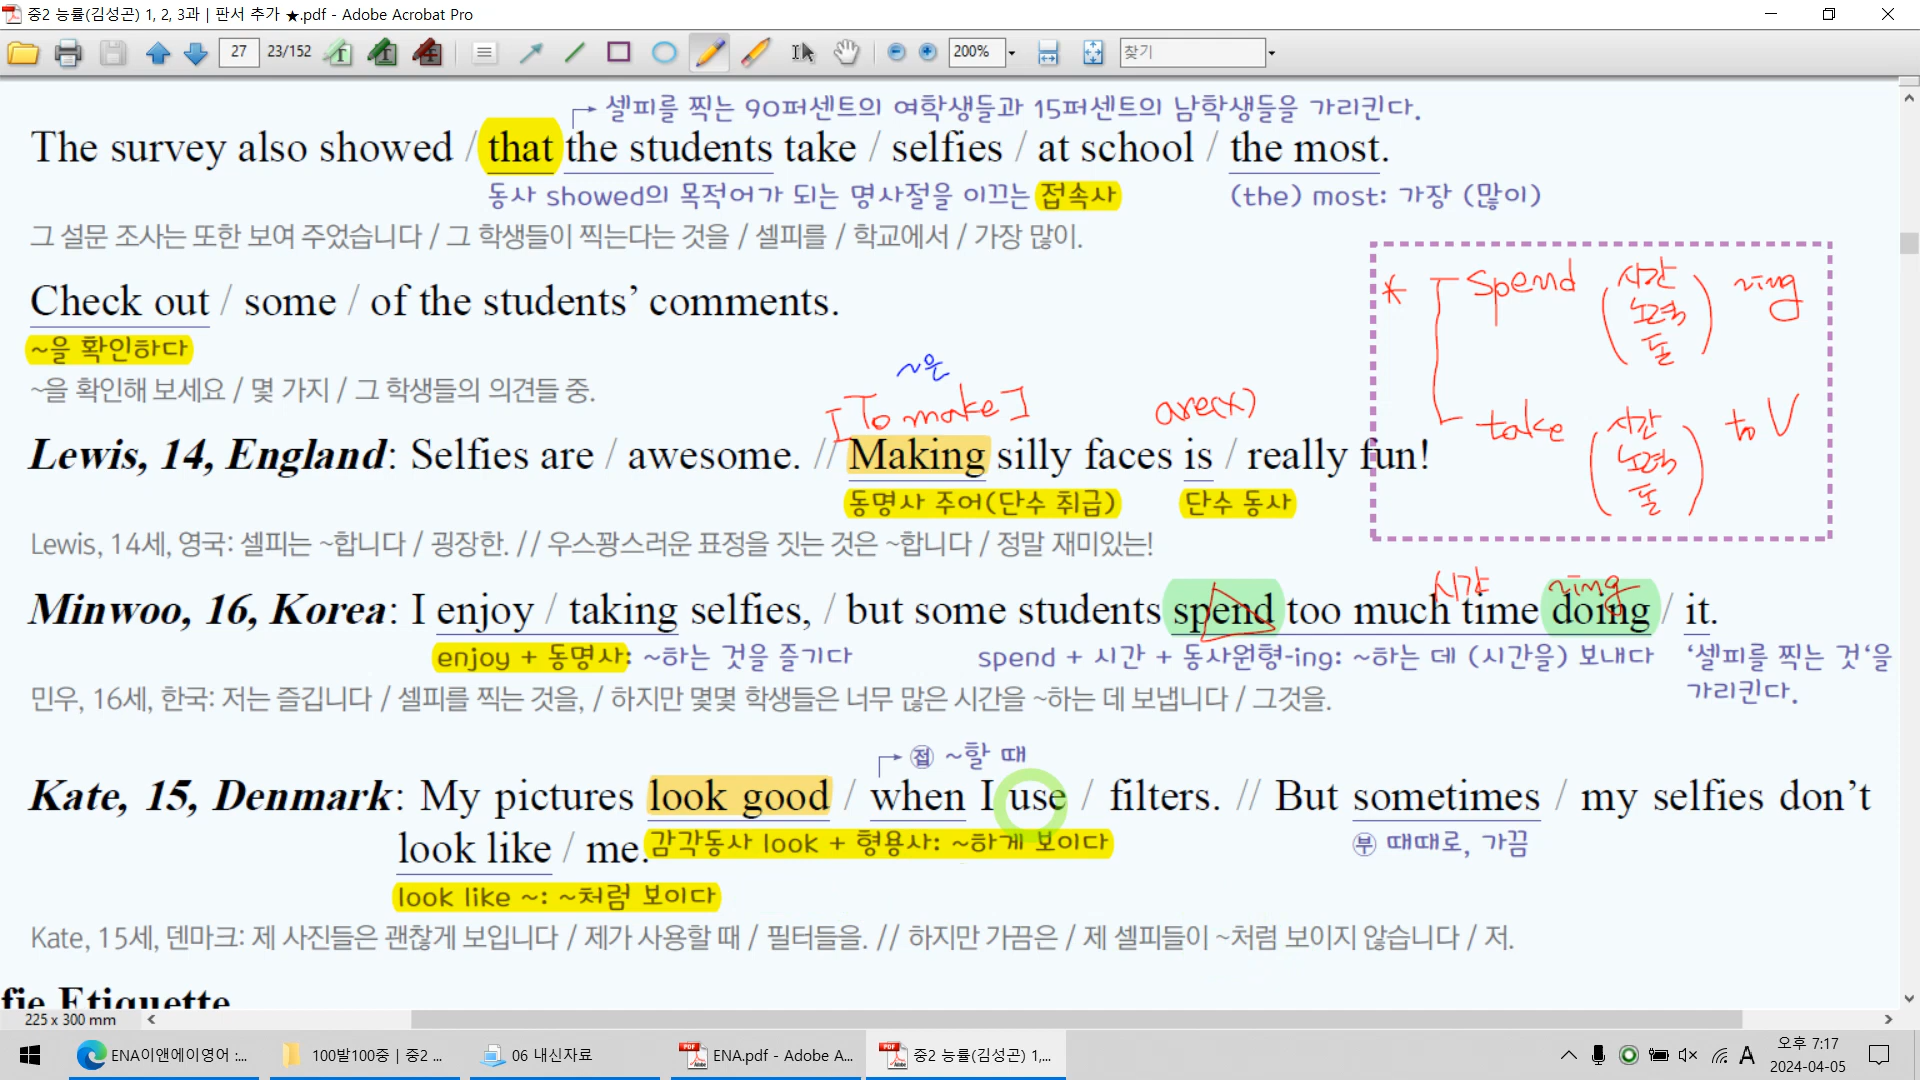 중2 능률(김성곤) 1, 2, 3과 | 판서 추가 ★.pdf - Adobe Acrobat Pro
27 23/152 200% 찾기
셀피를 찍는 90퍼센트의 여학생들과 15퍼센트의 남학생들을 가리킨다.
The survey also showed / that the students take / selfies / at school / the most.
동사 showed의 목적어가 되는 명사절을 이끄는 접속사 (the) most: 가장 (많이)
그 설문 조사는 또한 보여 주었습니다 / 그 학생들이 찍는다는 것을 / 셀피를 / 학교에서 / 가장 많이.
* spend (시간 노력 돈) ~ing
take (시간 노력 돈) to V
Check out / some / of the students’ comments.
~을 확인하다
~을 확인해 보세요 / 몇 가지 / 그 학생들의 의견들 중.
~은
[To make] are(x)
Lewis, 14, England: Selfies are / awesome. // Making silly faces is / really fun!
동명사 주어(단수 취급) 단수 동사
Lewis, 14세, 영국: 셀피는 ~합니다 / 굉장한. // 우스꽝스러운 표정을 짓는 것은 ~합니다 / 정말 재미있는!
시간 ~ing
Minwoo, 16, Korea: I enjoy / taking selfies, / but some students spend too much time doing / it.
enjoy + 동명사: ~하는 것을 즐기다 spend + 시간 + 동사원형-ing: ~하는 데 (시간을) 보내다 ‘셀피를 찍는 것‘을
가리킨다.
민우, 16세, 한국: 저는 즐깁니다 / 셀피를 찍는 것을, / 하지만 몇몇 학생들은 너무 많은 시간을 ~하는 데 보냅니다 / 그것을.
접 ~할 때
Kate, 15, Denmark: My pictures look good / when I use / filters. // But sometimes / my selfies don’t
look like / me. 감각동사 look + 형용사: ~하게 보이다 부 때때로, 가끔
look like ~: ~처럼 보이다
Kate, 15세, 덴마크: 제 사진들은 괜찮게 보입니다 / 제가 사용할 때 / 필터들을. // 하지만 가끔은 / 제 셀피들이 ~처럼 보이지 않습니다 / 저.
fie Etiquette
225 x 300 mm
ENA이앤에이영어 :... 100발100중 | 중2 ... 06 내신자료 ENA.pdf - Adobe A... 중2 능률(김성곤) 1,... A 오후 7:17
2024-04-05